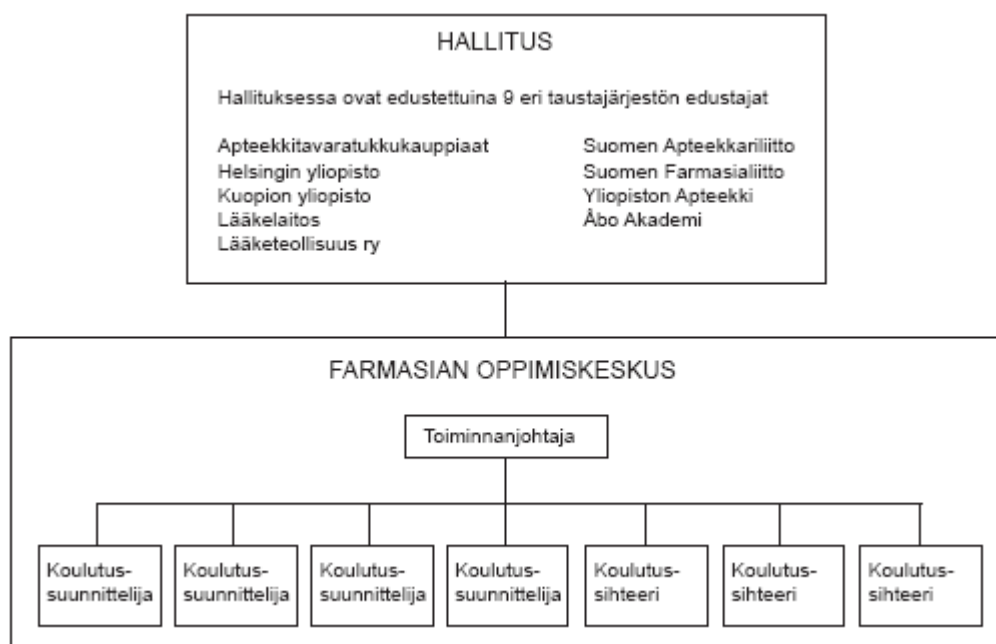 HALLITUS
Hallituksessa ovat edustettuina 9 eri taustajärjestön edustajat
Apteekkitavaratukkukauppiaat
Helsingin yliopisto
Kuopion yliopisto
Lääkelaitos
Lääketeollisuus ry
Suomen Apteekkariliitto
Suomen Farmasialiitto
Yliopiston Apteekki
Åbo Akademi
FARMASIAN OPPIMISKESKUS
Toiminnanjohtaja
Koulutus-
suunnittelija
Koulutus-
suunnittelija
Koulutus-
suunnittelija
Koulutus-
suunnittelija
Koulutus-
sihteeri
Koulutus-
sihteeri
Koulutus-
sihteeri